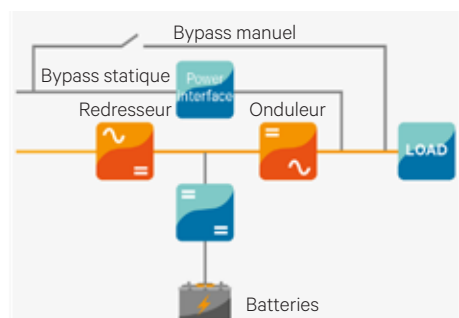 Bypass manuel
Bypass statique
Power
Interface
Redresseur
Onduleur
LOAD
Batteries